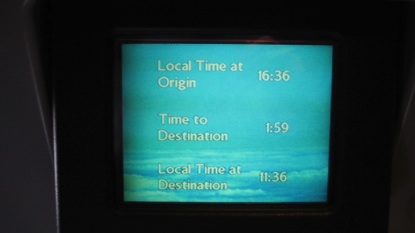 Local Time at 16:36
Origin
Time to 1:59
Destination
Local Time at 11:36
Destination